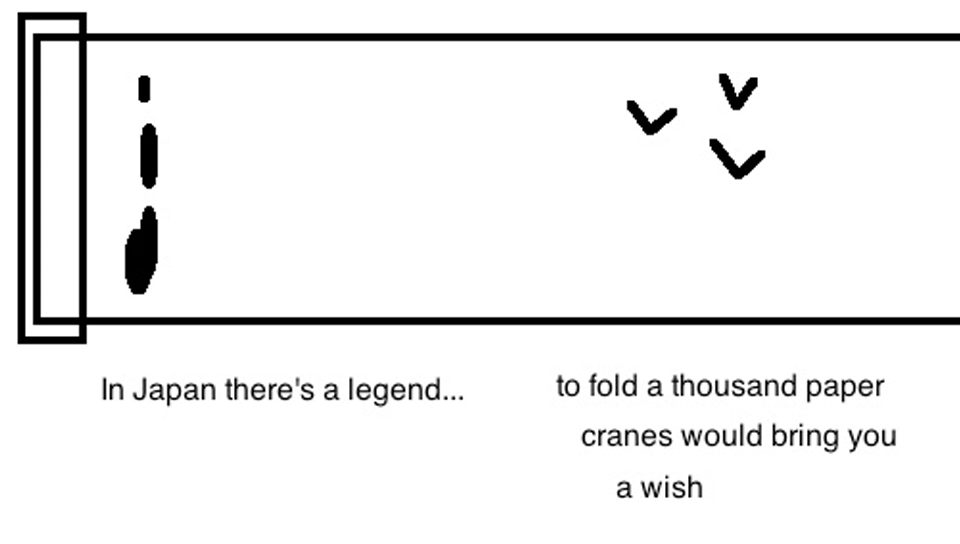 In Japan there's a legend...
to fold a thousand paper
cranes would bring you
a wish